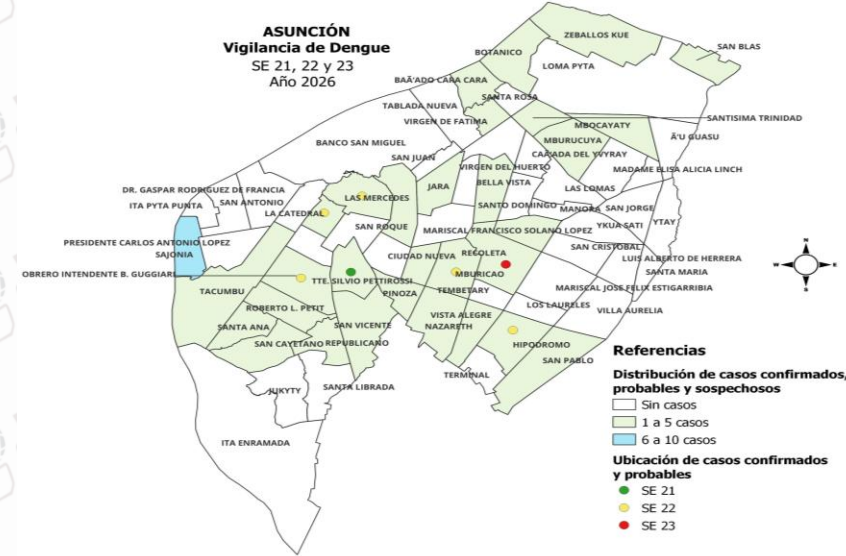 ASUNCIÓN
Vigilancia de Dengue
SE 21, 22 y 23
Año 2026
ZEBALLOS KUE
SAN BLAS
BOTANICO
LOMA PYTA
BAÃ'ADO CARA CARA
SANTA ROSA
TABLADA NUEVA
SANTISIMA TRINIDAD
VIRGEN DE FATIMA
MBOCAYATY
Ã'U GUASU
BANCO SAN MIGUEL
MBURUCUYA
SAN JUAN
CAÃ'ADA DEL YVYRAY
VIRGEN DEL HUERTO
MADAME ELISA ALICIA LINCH
DR. GASPAR RODRIGUEZ DE FRANCIA
JARA
BELLA VISTA
LAS LOMAS
ITA PYTA PUNTA
SAN ANTONIO
LAS MERCEDES
SANTO DOMINGO
MANORA
SAN JORGE
LA CATEDRAL
YTAY
SAN ROQUE
MARISCAL FRANCISCO SOLANO LOPEZ
YKUA SATI
PRESIDENTE CARLOS ANTONIO LOPEZ
SAN CRISTOBAL
SAJONIA
CIUDAD NUEVA
RECOLETA
LUIS ALBERTO DE HERRERA
OBRERO INTENDENTE B. GUGGIARI
TTE. SILVIO PETTIROSSI
MBURICAO
SANTA MARIA
TACUMBU
PINOZA
TEMBETARY
MARISCAL JOSE FELIX ESTIGARRIBIA
ROBERTO L. PETIT
LOS LAURELES
VILLA AURELIA
VISTA ALEGRE
SANTA ANA
SAN VICENTE
NAZARETH
SAN CAYETANO
REPUBLICANO
HIPODROMO
SAN PABLO
TERMINAL
JUKYTY
SANTA LIBRADA
ITA ENRAMADA
N
W
E
S
Referencias
Distribución de casos confirmados,
probables y sospechosos
Sin casos
1 a 5 casos
6 a 10 casos
Ubicación de casos confirmados
y probables
SE 21
SE 22
SE 23